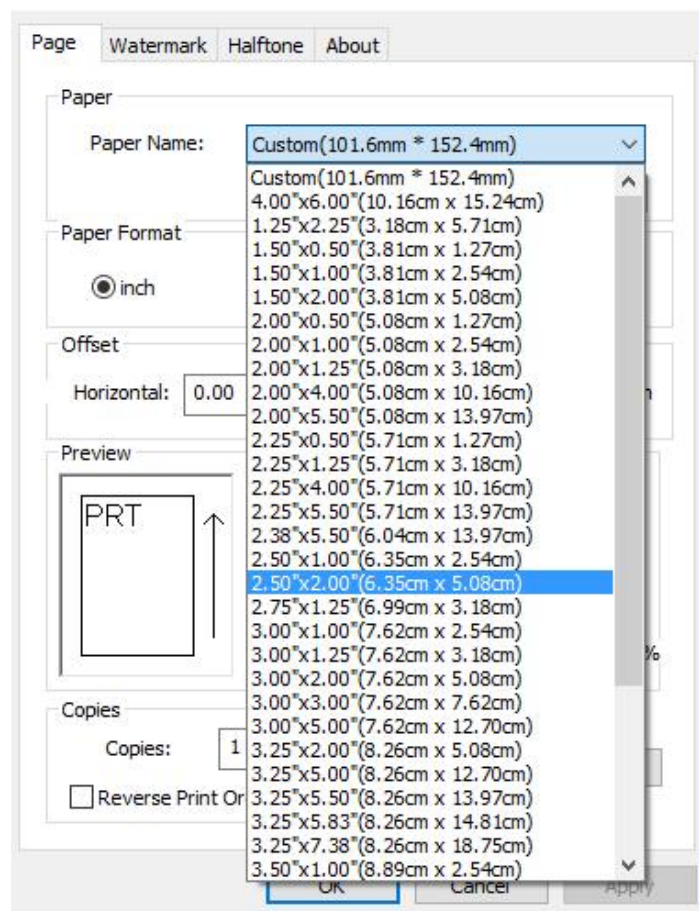 Page Watermark Halftone About
Paper
Paper Name: Custom(101.6mm * 152.4mm)
Custom(101.6mm * 152.4mm)
4.00"x6.00"(10.16cm x 15.24cm)
1.25"x2.25"(3.18cm x 5.71cm)
Paper Format
1.50"x0.50"(3.81cm x 1.27cm)
1.50"x1.00"(3.81cm x 2.54cm)
inch
1.50"x2.00"(3.81cm x 5.08cm)
2.00"x0.50"(5.08cm x 1.27cm)
Offset
2.00"x1.00"(5.08cm x 2.54cm)
2.00"x1.25"(5.08cm x 3.18cm)
Horizontal: 0.00
2.00"x4.00"(5.08cm x 10.16cm)
2.00"x5.50"(5.08cm x 13.97cm)
2.25"x0.50"(5.71cm x 1.27cm)
Preview
2.25"x1.25"(5.71cm x 3.18cm)
2.25"x4.00"(5.71cm x 10.16cm)
PRT
2.25"x5.50"(5.71cm x 13.97cm)
2.38"x5.50"(6.04cm x 13.97cm)
2.50"x1.00"(6.35cm x 2.54cm)
2.50"x2.00"(6.35cm x 5.08cm)
2.75"x1.25"(6.99cm x 3.18cm)
3.00"x1.00"(7.62cm x 2.54cm)
3.00"x1.25"(7.62cm x 3.18cm)
%
3.00"x2.00"(7.62cm x 5.08cm)
3.00"x3.00"(7.62cm x 7.62cm)
Copies
3.00"x5.00"(7.62cm x 12.70cm)
Copies: 1
3.25"x2.00"(8.26cm x 5.08cm)
3.25"x5.00"(8.26cm x 12.70cm)
Reverse Print Or
3.25"x5.50"(8.26cm x 13.97cm)
3.25"x5.83"(8.26cm x 14.81cm)
3.25"x7.38"(8.26cm x 18.75cm)
3.50"x1.00"(8.89cm x 2.54cm)
OK Cancel Apply